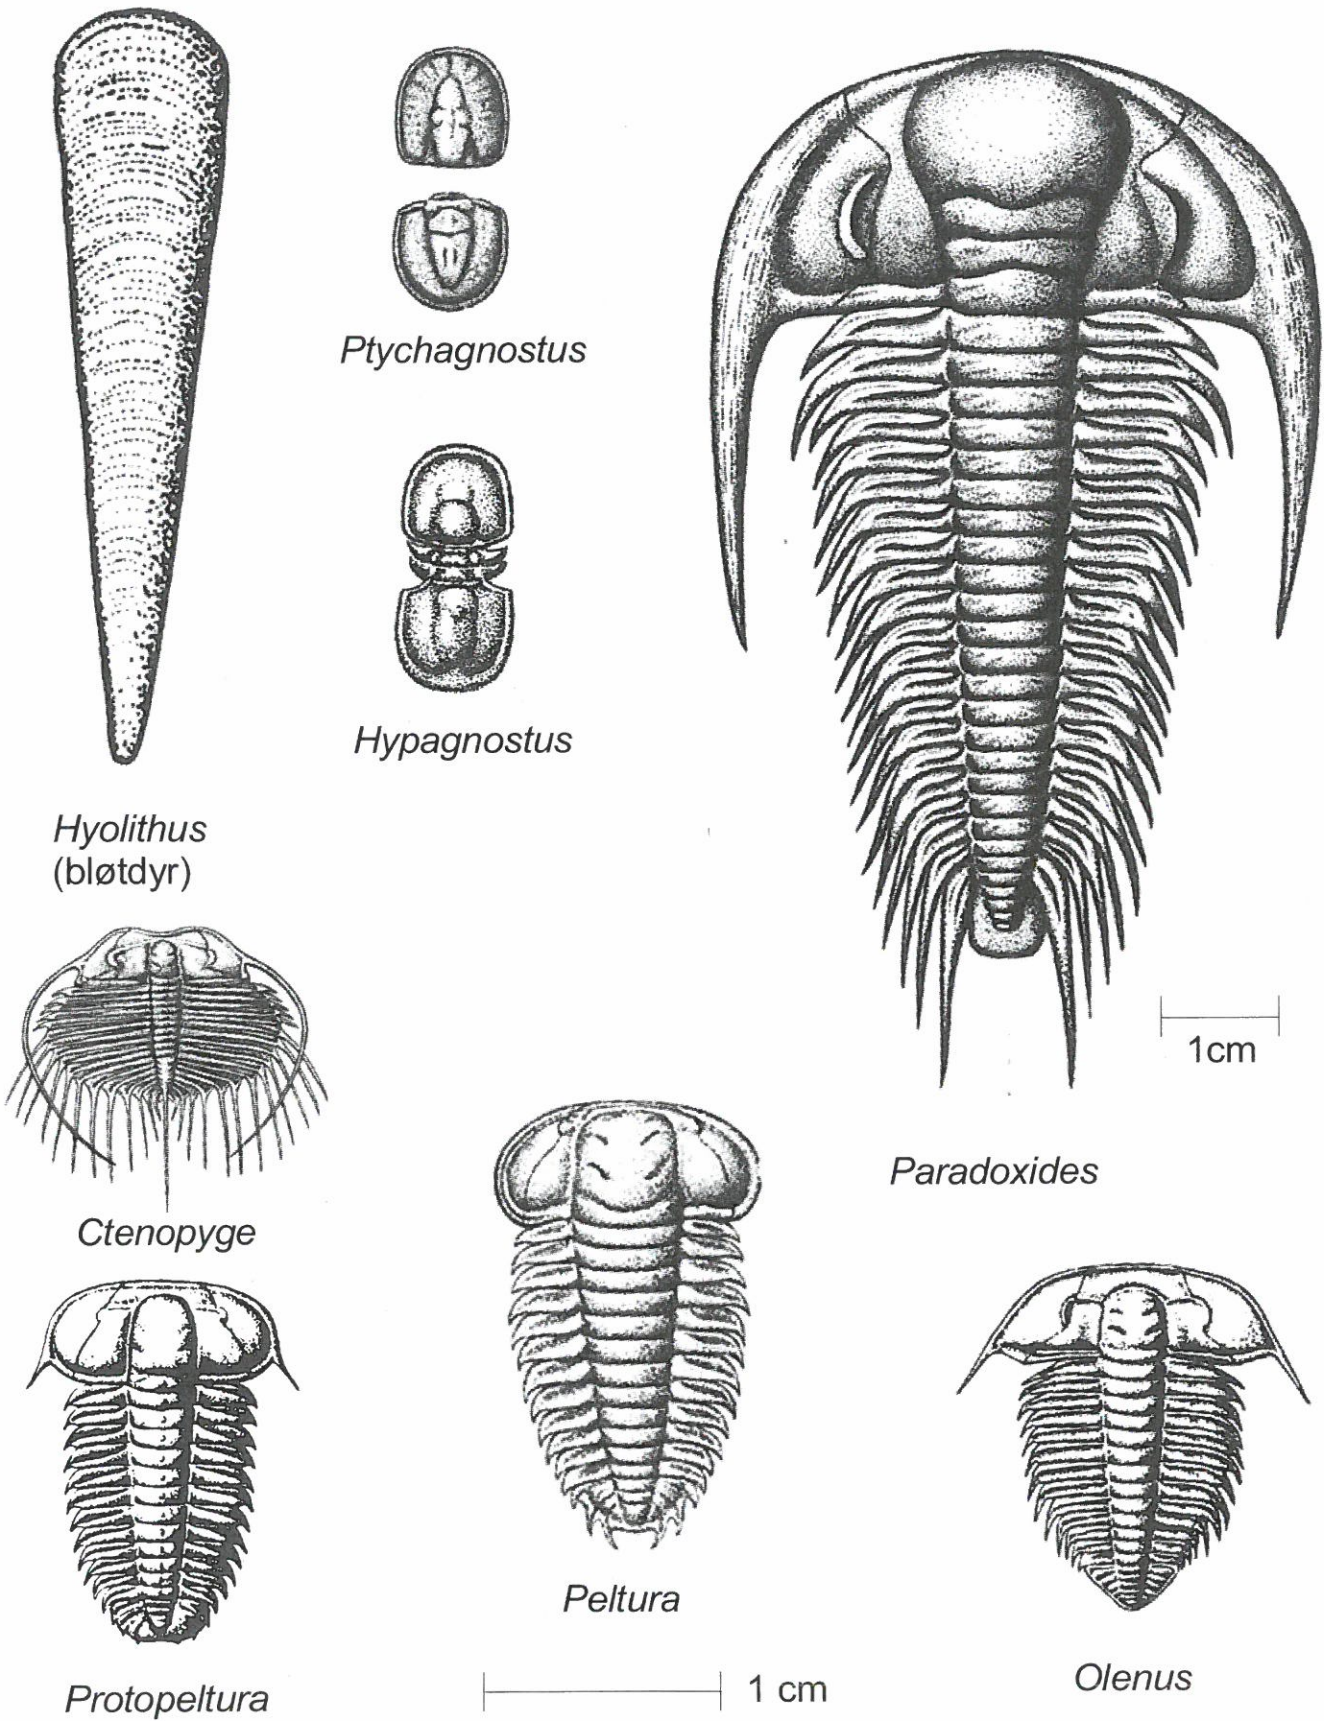 Ptychagnostus
Hypagnostus
Hyolithus
(bløtdyr)
1cm
Paradoxides
Ctenopyge
Peltura
Protopeltura
1 cm
Olenus